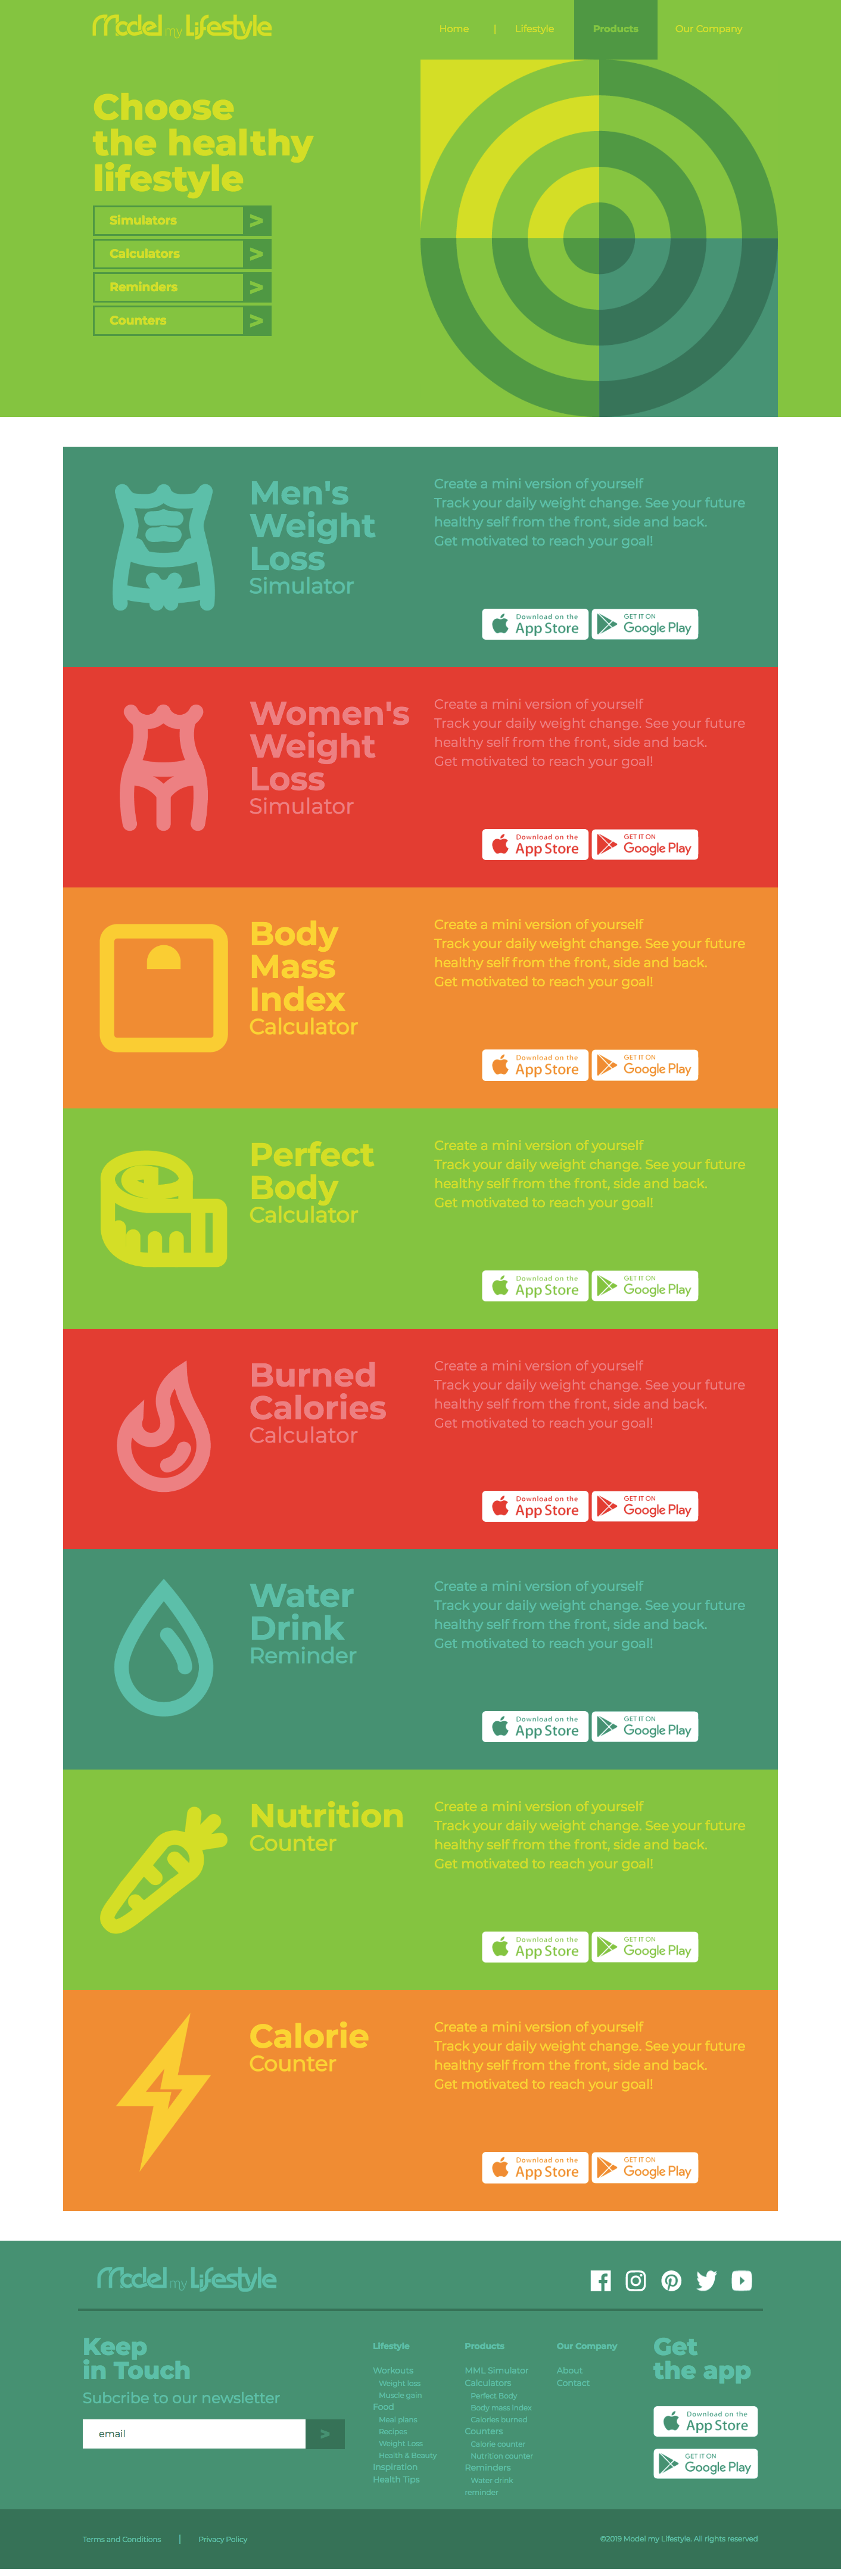 Model my Lifestyle
Home | Lifestyle Products Our Company
Choose
the healthy
lifestyle
Simulators >
Calculators >
Reminders >
Counters >
Men's
Weight
Loss
Simulator
Create a mini version of yourself
Track your daily weight change. See your future
healthy self from the front, side and back.
Get motivated to reach your goal!
Download on the
App Store
GET IT ON
Google Play
Women's
Weight
Loss
Simulator
Create a mini version of yourself
Track your daily weight change. See your future
healthy self from the front, side and back.
Get motivated to reach your goal!
Download on the
App Store
GET IT ON
Google Play
Body
Mass
Index
Calculator
Create a mini version of yourself
Track your daily weight change. See your future
healthy self from the front, side and back.
Get motivated to reach your goal!
Download on the
App Store
GET IT ON
Google Play
Perfect
Body
Calculator
Create a mini version of yourself
Track your daily weight change. See your future
healthy self from the front, side and back.
Get motivated to reach your goal!
Download on the
App Store
GET IT ON
Google Play
Burned
Calories
Calculator
Create a mini version of yourself
Track your daily weight change. See your future
healthy self from the front, side and back.
Get motivated to reach your goal!
Download on the
App Store
GET IT ON
Google Play
Water
Drink
Reminder
Create a mini version of yourself
Track your daily weight change. See your future
healthy self from the front, side and back.
Get motivated to reach your goal!
Download on the
App Store
GET IT ON
Google Play
Nutrition
Counter
Create a mini version of yourself
Track your daily weight change. See your future
healthy self from the front, side and back.
Get motivated to reach your goal!
Download on the
App Store
GET IT ON
Google Play
Calorie
Counter
Create a mini version of yourself
Track your daily weight change. See your future
healthy self from the front, side and back.
Get motivated to reach your goal!
Download on the
App Store
GET IT ON
Google Play
Model my Lifestyle
Keep
in Touch
Subcribe to our newsletter
email >
Lifestyle
Workouts
Weight loss
Muscle gain
Food
Meal plans
Recipes
Weight Loss
Health & Beauty
Inspiration
Health Tips
Products
MML Simulator
Calculators
Perfect Body
Body mass index
Calories burned
Counters
Calorie counter
Nutrition counter
Reminders
Water drink
reminder
Our Company
About
Contact
Get
the app
Download on the
App Store
GET IT ON
Google Play
Terms and Conditions | Privacy Policy
©2019 Model my Lifestyle. All rights reserved